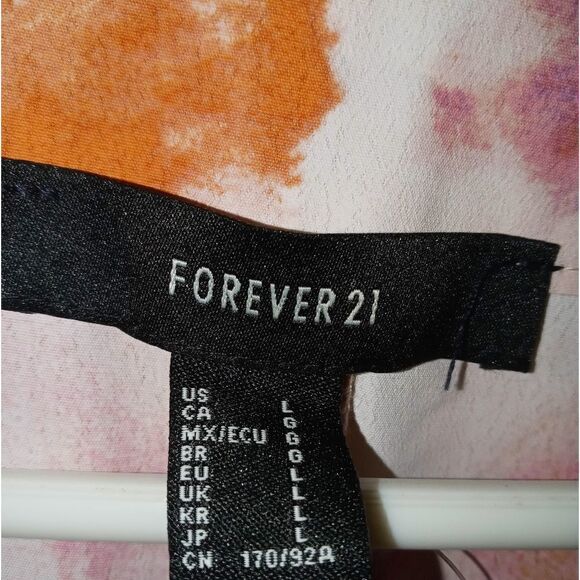 FOREVER 21
US L
CA G
MX/ECU G
BR G
EU L
UK L
KR L
JP L
CN 170/92A